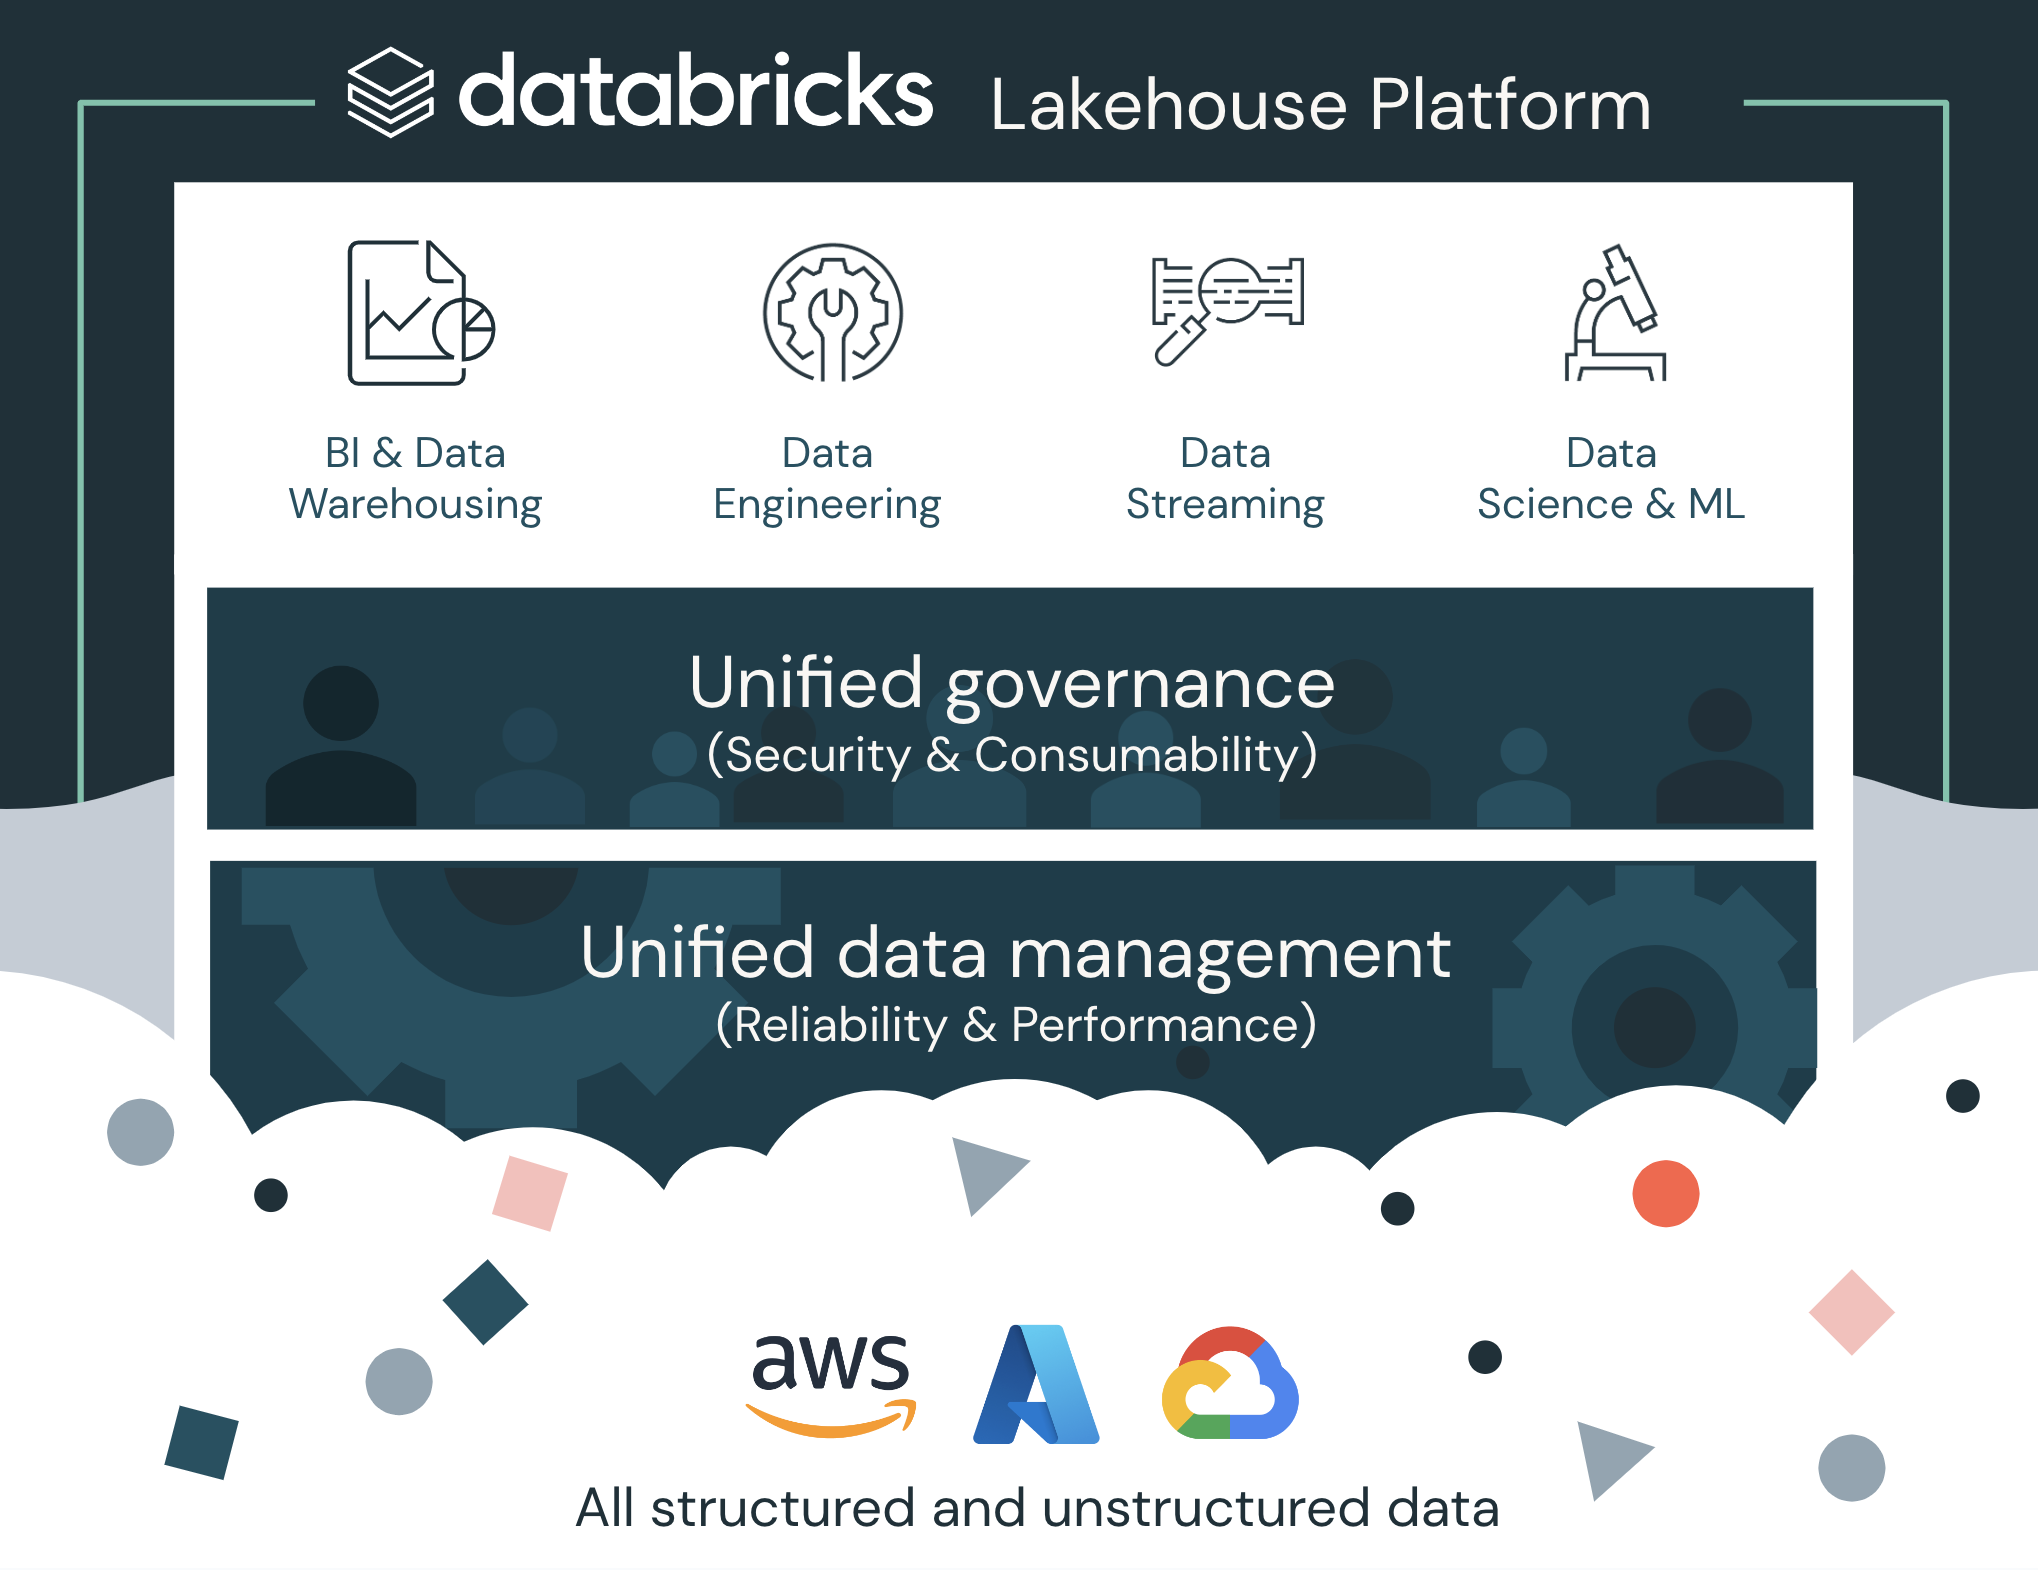 databricks Lakehouse Platform
BI & Data
Warehousing
Data
Engineering
Data
Streaming
Data
Science & ML
Unified governance
(Security & Consumability)
Unified data management
(Reliability & Performance)
aws
All structured and unstructured data